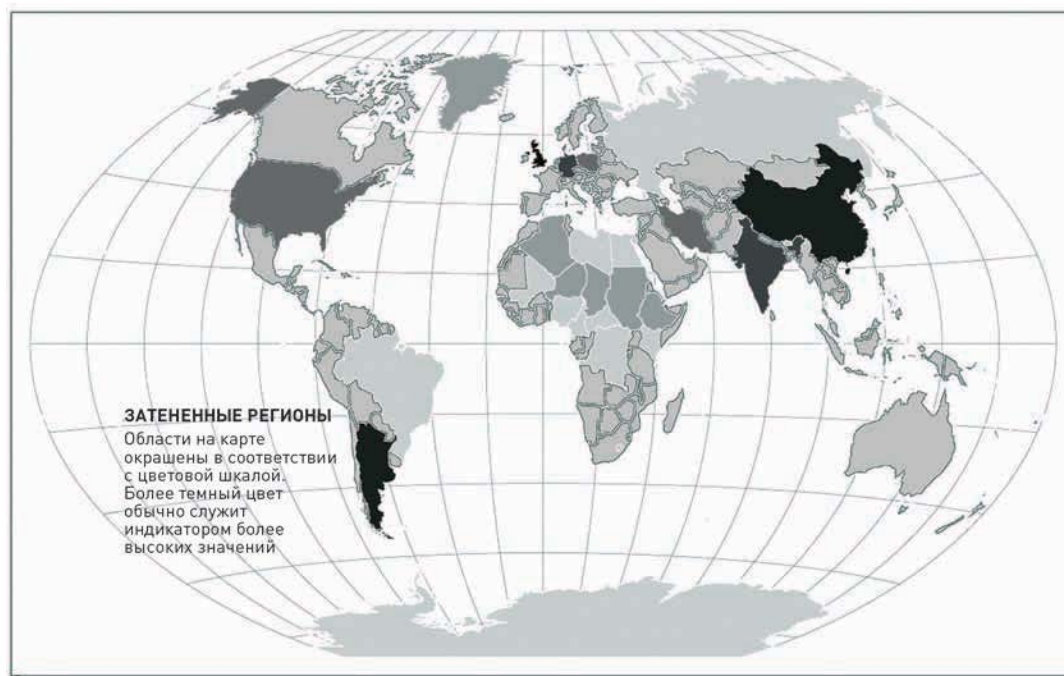 ЗАТЕНЕННЫЕ РЕГИОНЫ
Области на карте
окрашены в соответствии
с цветовой шкалой.
Более темный цвет
обычно служит
индикатором более
высоких значений